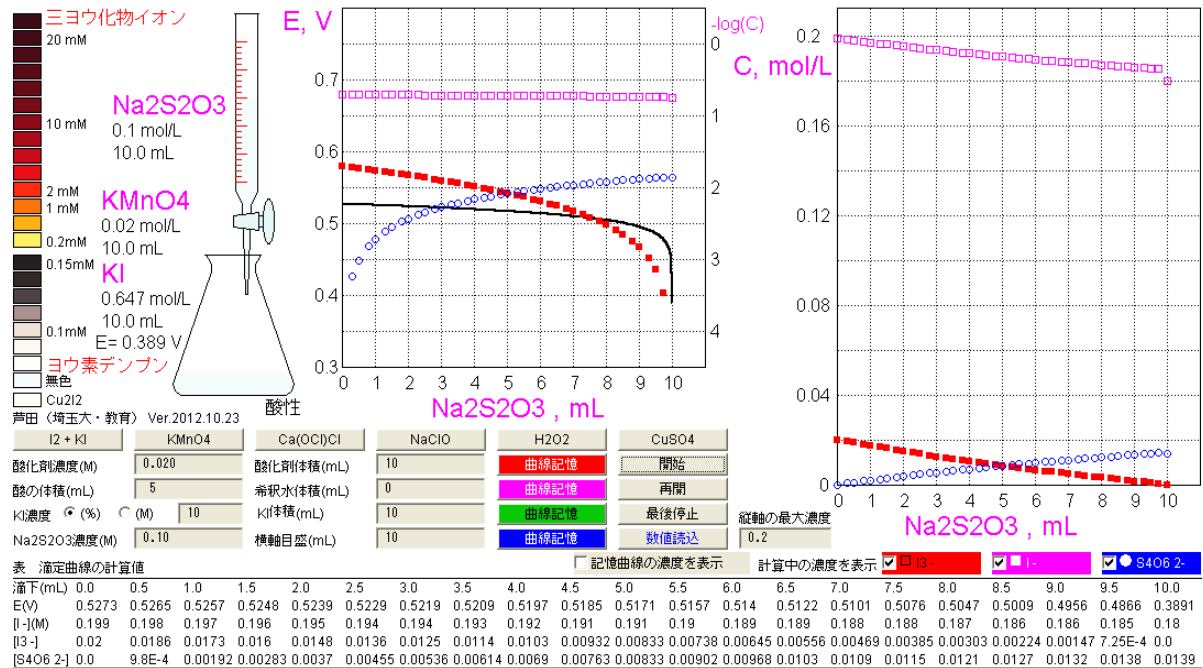 三ヨウ化物イオン
20 mM
10 mM
2 mM
1 mM
0.2mM
0.15mM
0.1mM
ヨウ素デンプン
無色
Cu2I2
Na2S2O3
0.1 mol/L
10.0 mL
KMnO4
0.02 mol/L
10.0 mL
KI
0.647 mol/L
10.0 mL
E= 0.389 V
酸性
芦田（埼玉大・教育） Ver.2012.10.23
E, V
0.7
0.6
0.5
0.4
0.3
-log(C)
0
1
2
3
4
0 1 2 3 4 5 6 7 8 9 10
Na2S2O3 , mL
C, mol/L
0.2
0.16
0.12
0.08
0.04
0
0 1 2 3 4 5 6 7 8 9 10
Na2S2O3 , mL
I2 + KI KMnO4 Ca(OCl)Cl NaClO H2O2 CuSO4
酸化剤濃度(M) 0.020 酸化剤体積(mL) 10 曲線記憶 開始
酸の体積(mL) 5 希釈水体積(mL) 0 曲線記憶 再開
KI濃度 (%) (M) 10 KI体積(mL) 10 曲線記憶 最後停止 縦軸の最大濃度
Na2S2O3濃度(M) 0.10 横軸目盛(mL) 10 曲線記憶 数値読込 0.2
表 滴定曲線の計算値 記憶曲線の濃度を表示 計算中の濃度を表示 I3 - I - S4O6 2-
滴下(mL) 0.0 0.5 1.0 1.5 2.0 2.5 3.0 3.5 4.0 4.5 5.0 5.5 6.0 6.5 7.0 7.5 8.0 8.5 9.0 9.5 10.0
E(V) 0.5273 0.5265 0.5257 0.5248 0.5239 0.5229 0.5219 0.5209 0.5197 0.5185 0.5171 0.5157 0.514 0.5122 0.5101 0.5076 0.5047 0.5009 0.4956 0.4866 0.3891
[I -](M) 0.199 0.198 0.197 0.196 0.195 0.194 0.194 0.193 0.192 0.191 0.191 0.19 0.189 0.189 0.188 0.188 0.187 0.186 0.186 0.185 0.18
[I3 -] 0.02 0.0186 0.0173 0.016 0.0148 0.0136 0.0125 0.0114 0.0103 0.00932 0.00833 0.00738 0.00645 0.00556 0.00469 0.00385 0.00303 0.00224 0.00147 7.25E-4 0.0
[S4O6 2-] 0.0 9.8E-4 0.00192 0.00283 0.0037 0.00455 0.00536 0.00614 0.0069 0.00763 0.00833 0.00902 0.00968 0.0103 0.0109 0.0115 0.0121 0.0127 0.0132 0.0138 0.0139